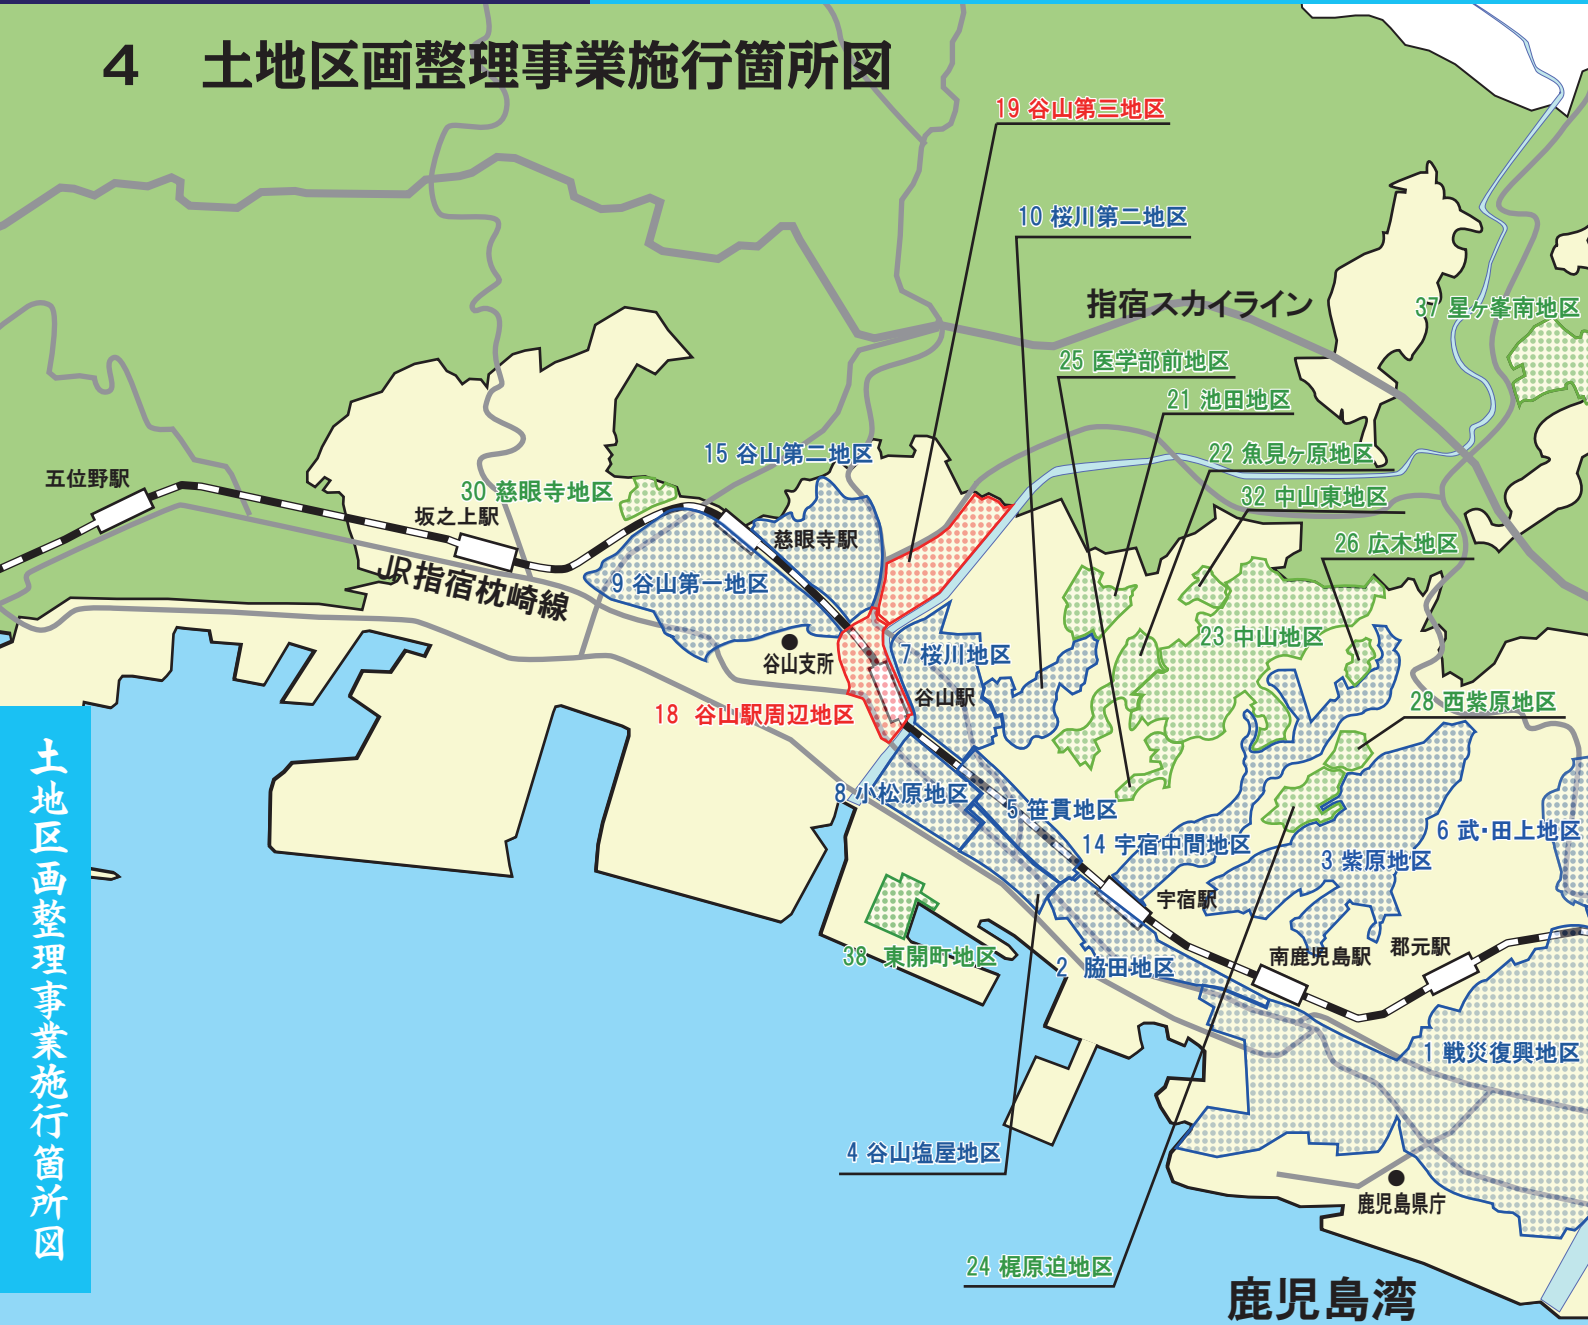 4 土地区画整理事業施行箇所図
19 谷山第三地区
10 桜川第二地区
指宿スカイライン
37 星ヶ峯南地区
25 医学部前地区
21 池田地区
15 谷山第二地区
22 魚見ヶ原地区
五位野駅
30 慈眼寺地区
32 中山東地区
坂之上駅
慈眼寺駅
26 広木地区
JR指宿枕崎線
9 谷山第一地区
23 中山地区
7 桜川地区
谷山支所
谷山駅
28 西紫原地区
18 谷山駅周辺地区
8 小松原地区
5 笹貫地区
14 宇宿中間地区
6 武・田上地区
3 紫原地区
宇宿駅
38 東開町地区
2 脇田地区
南鹿児島駅
郡元駅
1 戦災復興地区
4 谷山塩屋地区
鹿児島県庁
24 梶原迫地区
鹿児島湾
土地区画整理事業施行箇所図